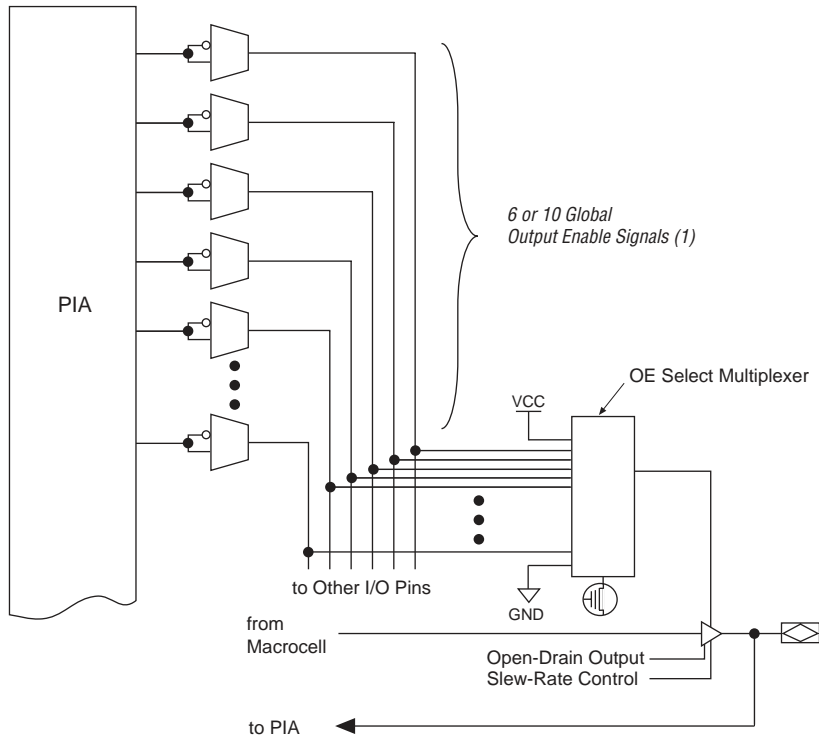 PIA
6 or 10 Global
Output Enable Signals (1)
OE Select Multiplexer
VCC
to Other I/O Pins
GND
from
Macrocell
Open-Drain Output
Slew-Rate Control
to PIA